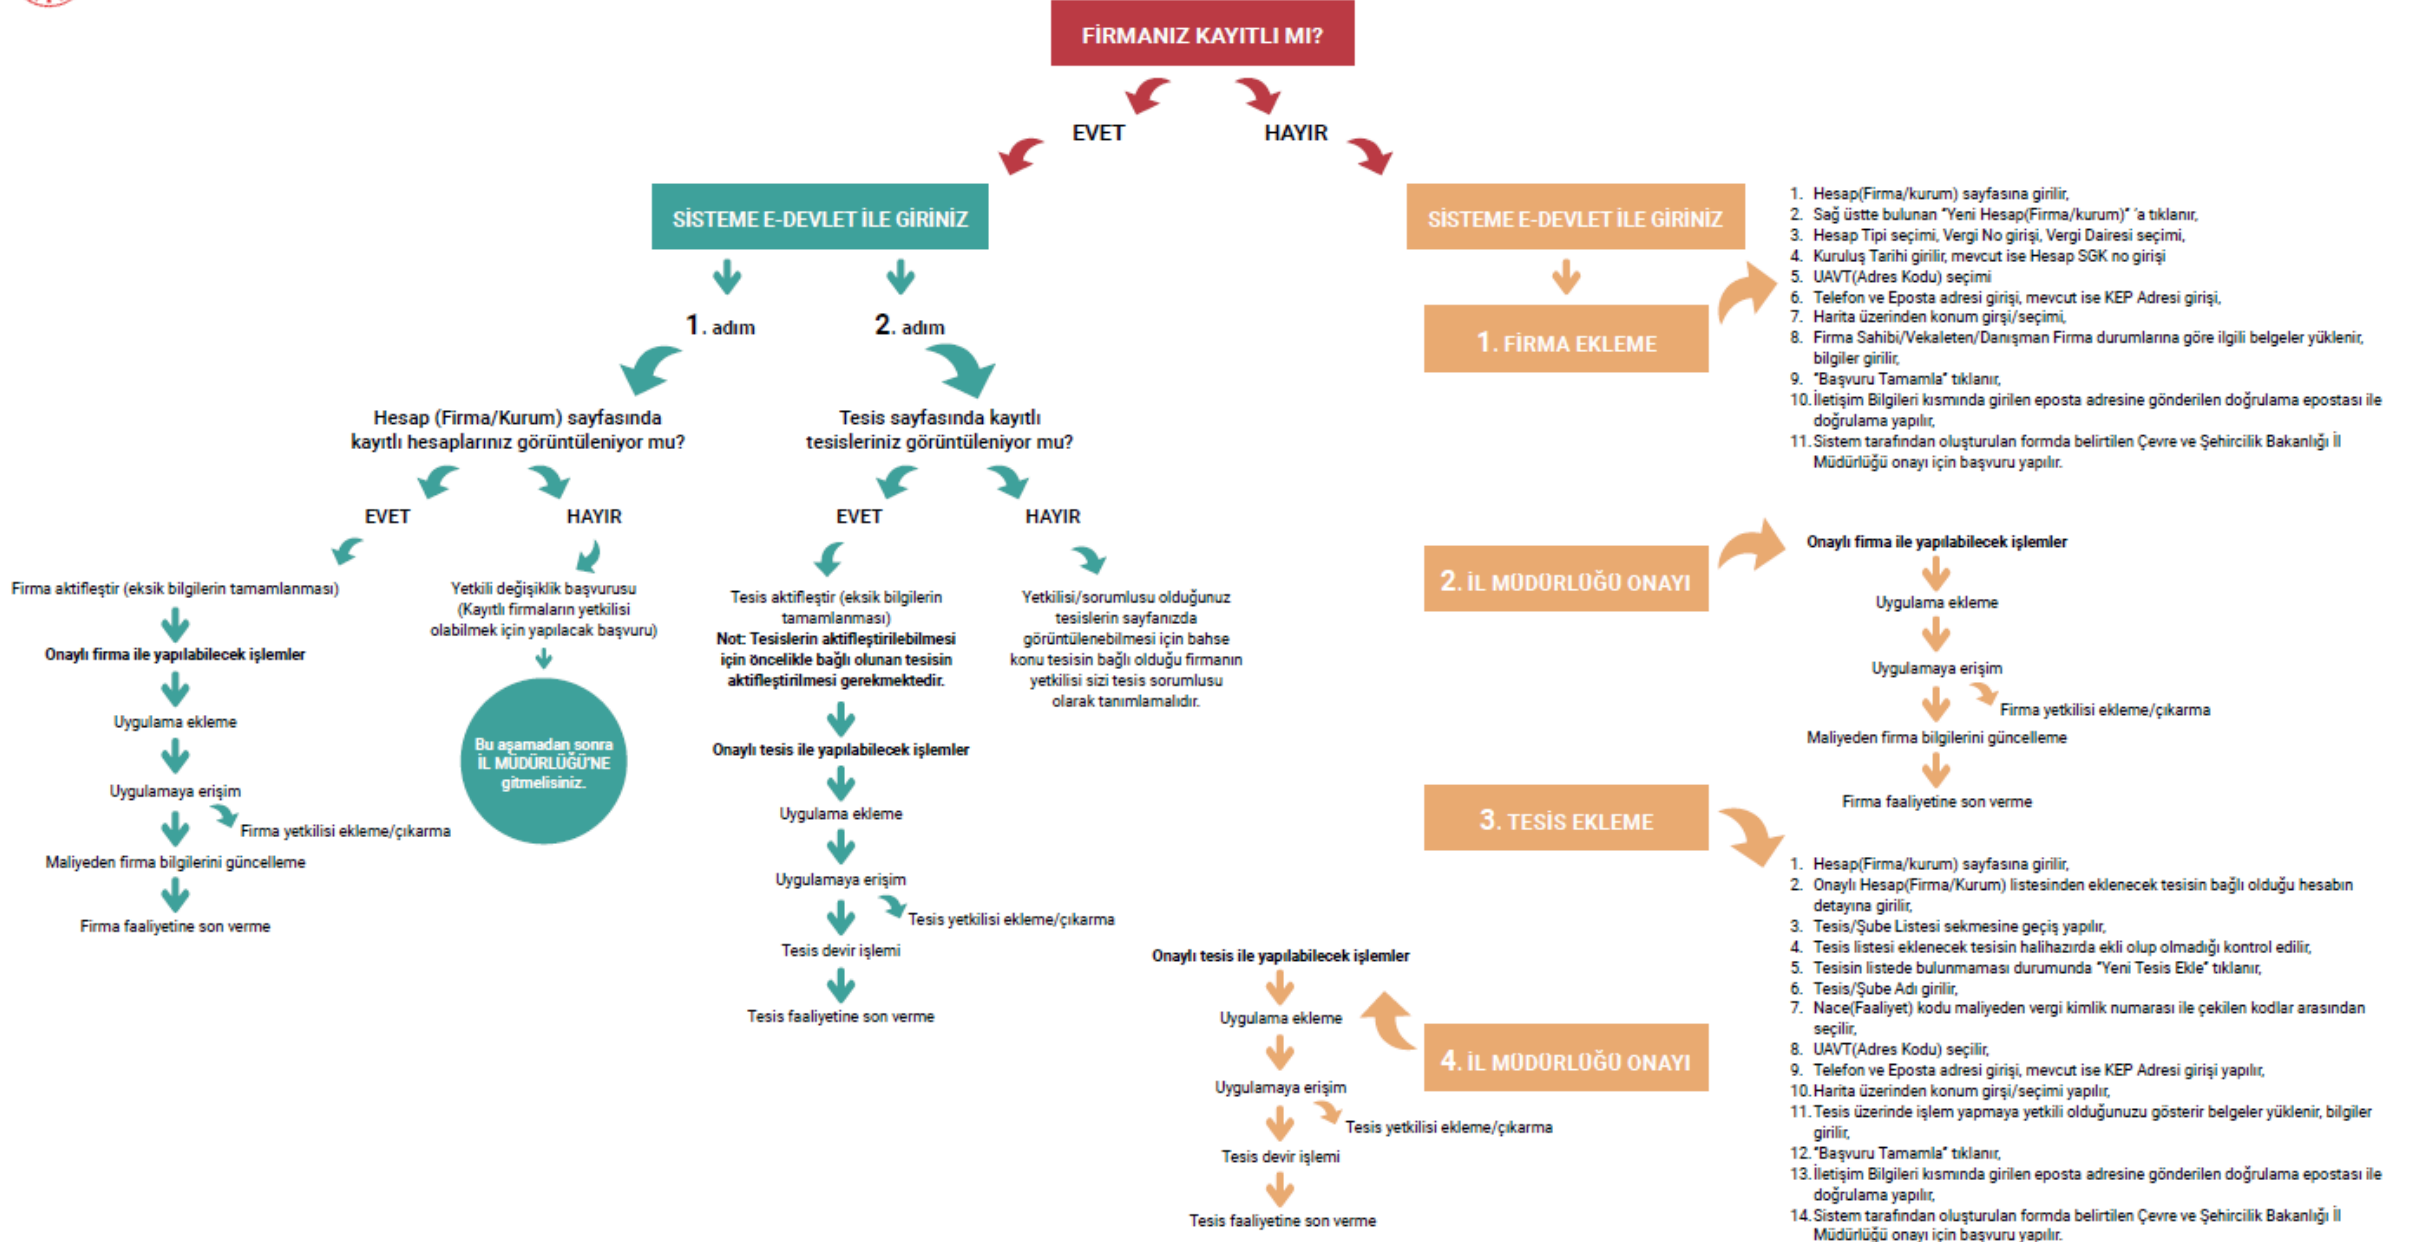 FİRMANIZ KAYITLI MI?
EVET
HAYIR
SİSTEME E-DEVLET İLE GİRİNİZ
1. adım
2. adım
Hesap (Firma/Kurum) sayfasında
kayıtlı hesaplarınız görüntüleniyor mu?
EVET
HAYIR
Firma aktifleştir (eksik bilgilerin tamamlanması)
Onaylı firma ile yapılabilecek işlemler
Uygulama ekleme
Uygulamaya erişim
Firma yetkilisi ekleme/çıkarma
Maliyeden firma bilgilerini güncelleme
Firma faaliyetine son verme
Yetkili değişiklik başvurusu
(Kayıtlı firmaların yetkilisi
olabilmek için yapılacak başvuru)
Bu aşamadan sonra
İL MÜDÜRLÜĞÜ'NE
gitmelisiniz.
Tesis sayfasında kayıtlı
tesisleriniz görüntüleniyor mu?
EVET
HAYIR
Tesis aktifleştir (eksik bilgilerin
tamamlanması)
Not: Tesislerin aktifleştirilebilmesi
için öncelikle bağlı olunan tesisin
aktifleştirilmesi gerekmektedir.
Onaylı tesis ile yapılabilecek işlemler
Uygulama ekleme
Uygulamaya erişim
Tesis yetkilisi ekleme/çıkarma
Tesis devir işlemi
Tesis faaliyetine son verme
Yetkilisi/sorumlusu olduğunuz
tesislerin sayfanızda
görüntülenebilmesi için bahse
konu tesisin bağlı olduğu firmanın
yetkilisi sizi tesis sorumlusu
olarak tanımlamalıdır.
SİSTEME E-DEVLET İLE GİRİNİZ
1. FİRMA EKLEME
1. Hesap(Firma/kurum) sayfasına girilir,
2. Sağ üstte bulunan "Yeni Hesap(Firma/kurum)" 'a tıklanır,
3. Hesap Tipi seçimi, Vergi No girişi, Vergi Dairesi seçimi,
4. Kuruluş Tarihi girilir, mevcut ise Hesap SGK no girişi
5. UAVT(Adres Kodu) seçimi
6. Telefon ve Eposta adresi girişi, mevcut ise KEP Adresi girişi,
7. Harita üzerinden konum girşi/seçimi,
8. Firma Sahibi/Vekaleten/Danışman Firma durumlarına göre ilgili belgeler yüklenir,
bilgiler girilir,
9. "Başvuru Tamamla" tıklanır,
10. İletişim Bilgileri kısmında girilen eposta adresine gönderilen doğrulama epostası ile
doğrulama yapılır,
11. Sistem tarafından oluşturulan formda belirtilen Çevre ve Şehircilik Bakanlığı İl
Müdürlüğü onayı için başvuru yapılır.
2. İL MÜDÜRLÜĞÜ ONAYI
Onaylı firma ile yapılabilecek işlemler
Uygulama ekleme
Uygulamaya erişim
Firma yetkilisi ekleme/çıkarma
Maliyeden firma bilgilerini güncelleme
Firma faaliyetine son verme
3. TESİS EKLEME
1. Hesap(Firma/kurum) sayfasına girilir,
2. Onaylı Hesap(Firma/Kurum) listesinden eklenecek tesisin bağlı olduğu hesabın
detayına girilir,
3. Tesis/Şube Listesi sekmesine geçiş yapılır,
4. Tesis listesi eklenecek tesisin halihazırda ekli olup olmadığı kontrol edilir,
5. Tesisin listede bulunmaması durumunda "Yeni Tesis Ekle" tıklanır,
6. Tesis/Şube Adı girilir,
7. Nace(Faaliyet) kodu maliyeden vergi kimlik numarası ile çekilen kodlar arasından
seçilir,
8. UAVT(Adres Kodu) seçilir,
9. Telefon ve Eposta adresi girişi, mevcut ise KEP Adresi girişi yapılır,
10. Harita üzerinden konum girşi/seçimi yapılır,
11. Tesis üzerinde işlem yapmaya yetkili olduğunuzu gösterir belgeler yüklenir, bilgiler
girilir,
12. "Başvuru Tamamla" tıklanır,
13. İletişim Bilgileri kısmında girilen eposta adresine gönderilen doğrulama epostası ile
doğrulama yapılır,
14. Sistem tarafından oluşturulan formda belirtilen Çevre ve Şehircilik Bakanlığı İl
Müdürlüğü onayı için başvuru yapılır.
4. İL MÜDÜRLÜĞÜ ONAYI
Onaylı tesis ile yapılabilecek işlemler
Uygulama ekleme
Uygulamaya erişim
Tesis yetkilisi ekleme/çıkarma
Tesis devir işlemi
Tesis faaliyetine son verme